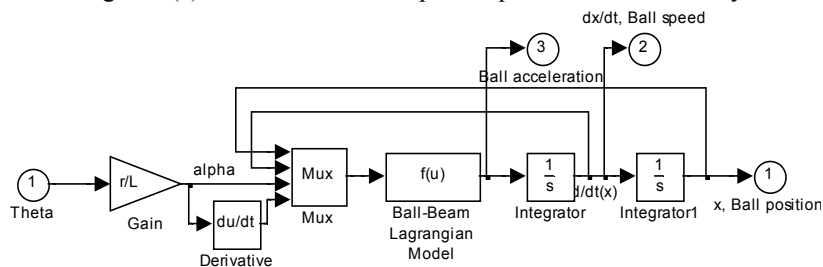 dx/dt, Ball speed
3
2
Ball acceleration
1
Theta
r/L
Gain
alpha
du/dt
Derivative
Mux
Mux
f(u)
Ball-Beam
Lagrangian
Model
1
s
Integrator
d/dt(x)
1
s
Integrator1
1
x, Ball position